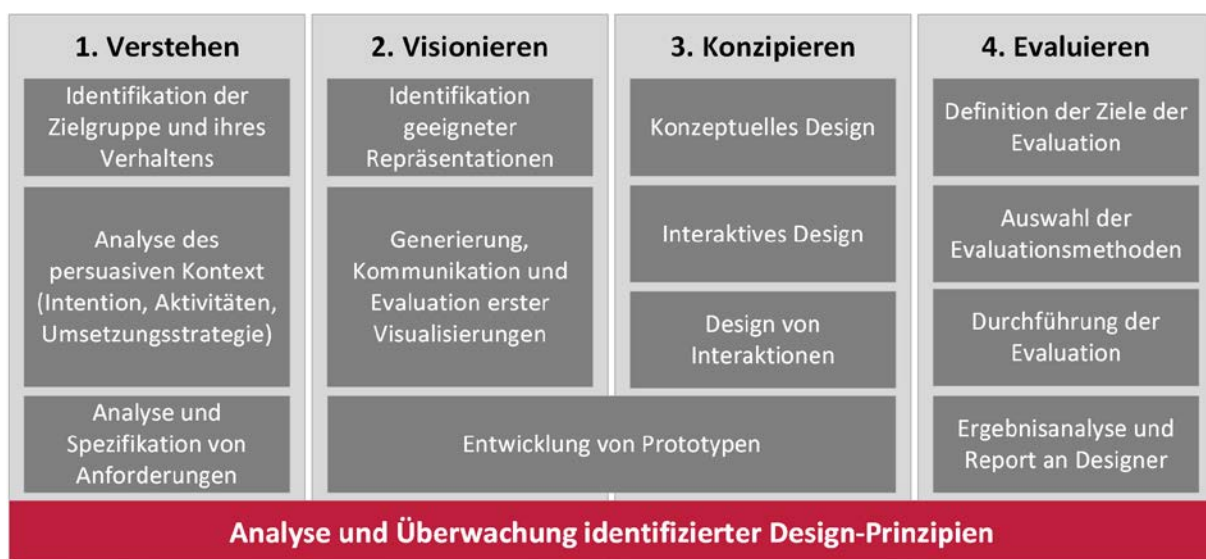 1. Verstehen
Identifikation der
Zielgruppe und ihres
Verhaltens
Analyse des
persuasiven Kontext
(Intention, Aktivitäten,
Umsetzungsstrategie)
Analyse und
Spezifikation von
Anforderungen
2. Visionieren
Identifikation
geeigneter
Repräsentationen
Generierung,
Kommunikation und
Evaluation erster
Visualisierungen
3. Konzipieren
Konzeptuelles Design
Interaktives Design
Design von
Interaktionen
Entwicklung von Prototypen
4. Evaluieren
Definition der Ziele der
Evaluation
Auswahl der
Evaluationsmethoden
Durchführung der
Evaluation
Ergebnisanalyse und
Report an Designer
Analyse und Überwachung identifizierter Design-Prinzipien